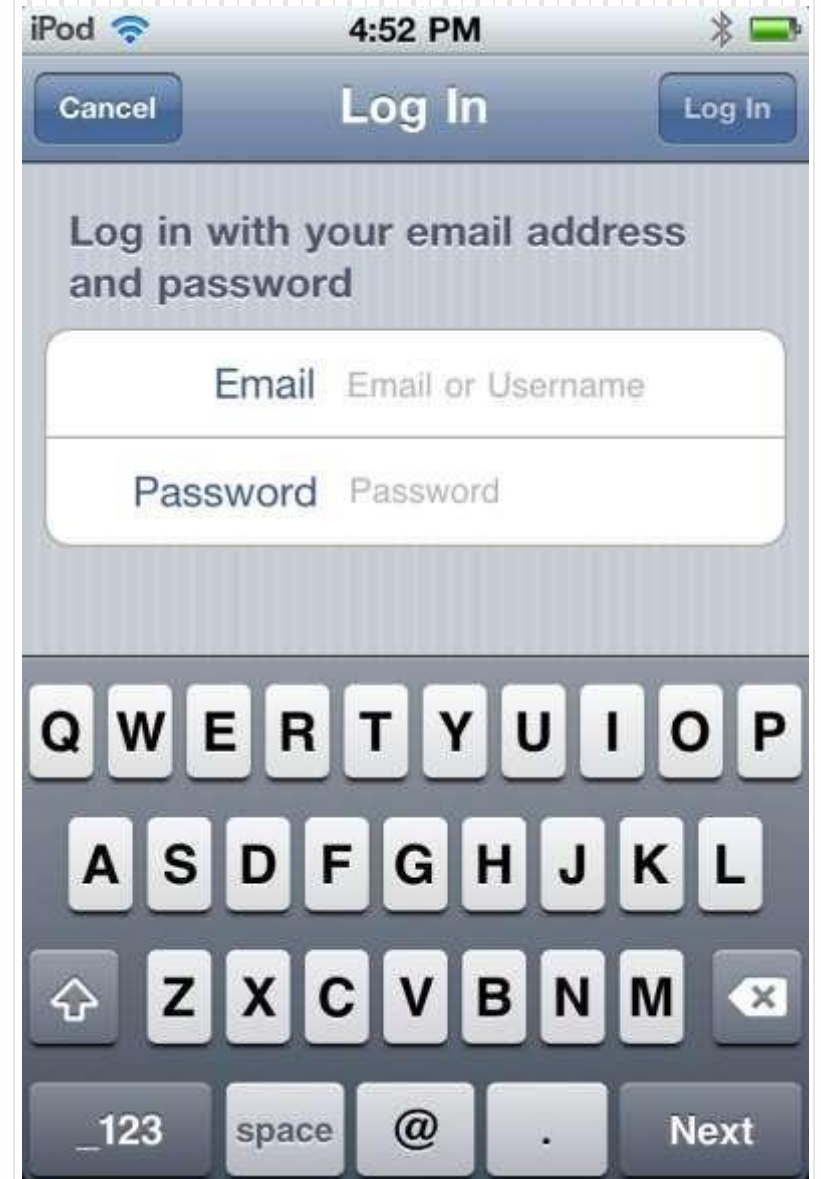 iPod 4:52 PM
Cancel Log In Log In
Log in with your email address
and password
Email Email or Username
Password Password
Q W E R T Y U I O P
A S D F G H J K L
Z X C V B N M
_123 space @ . Next